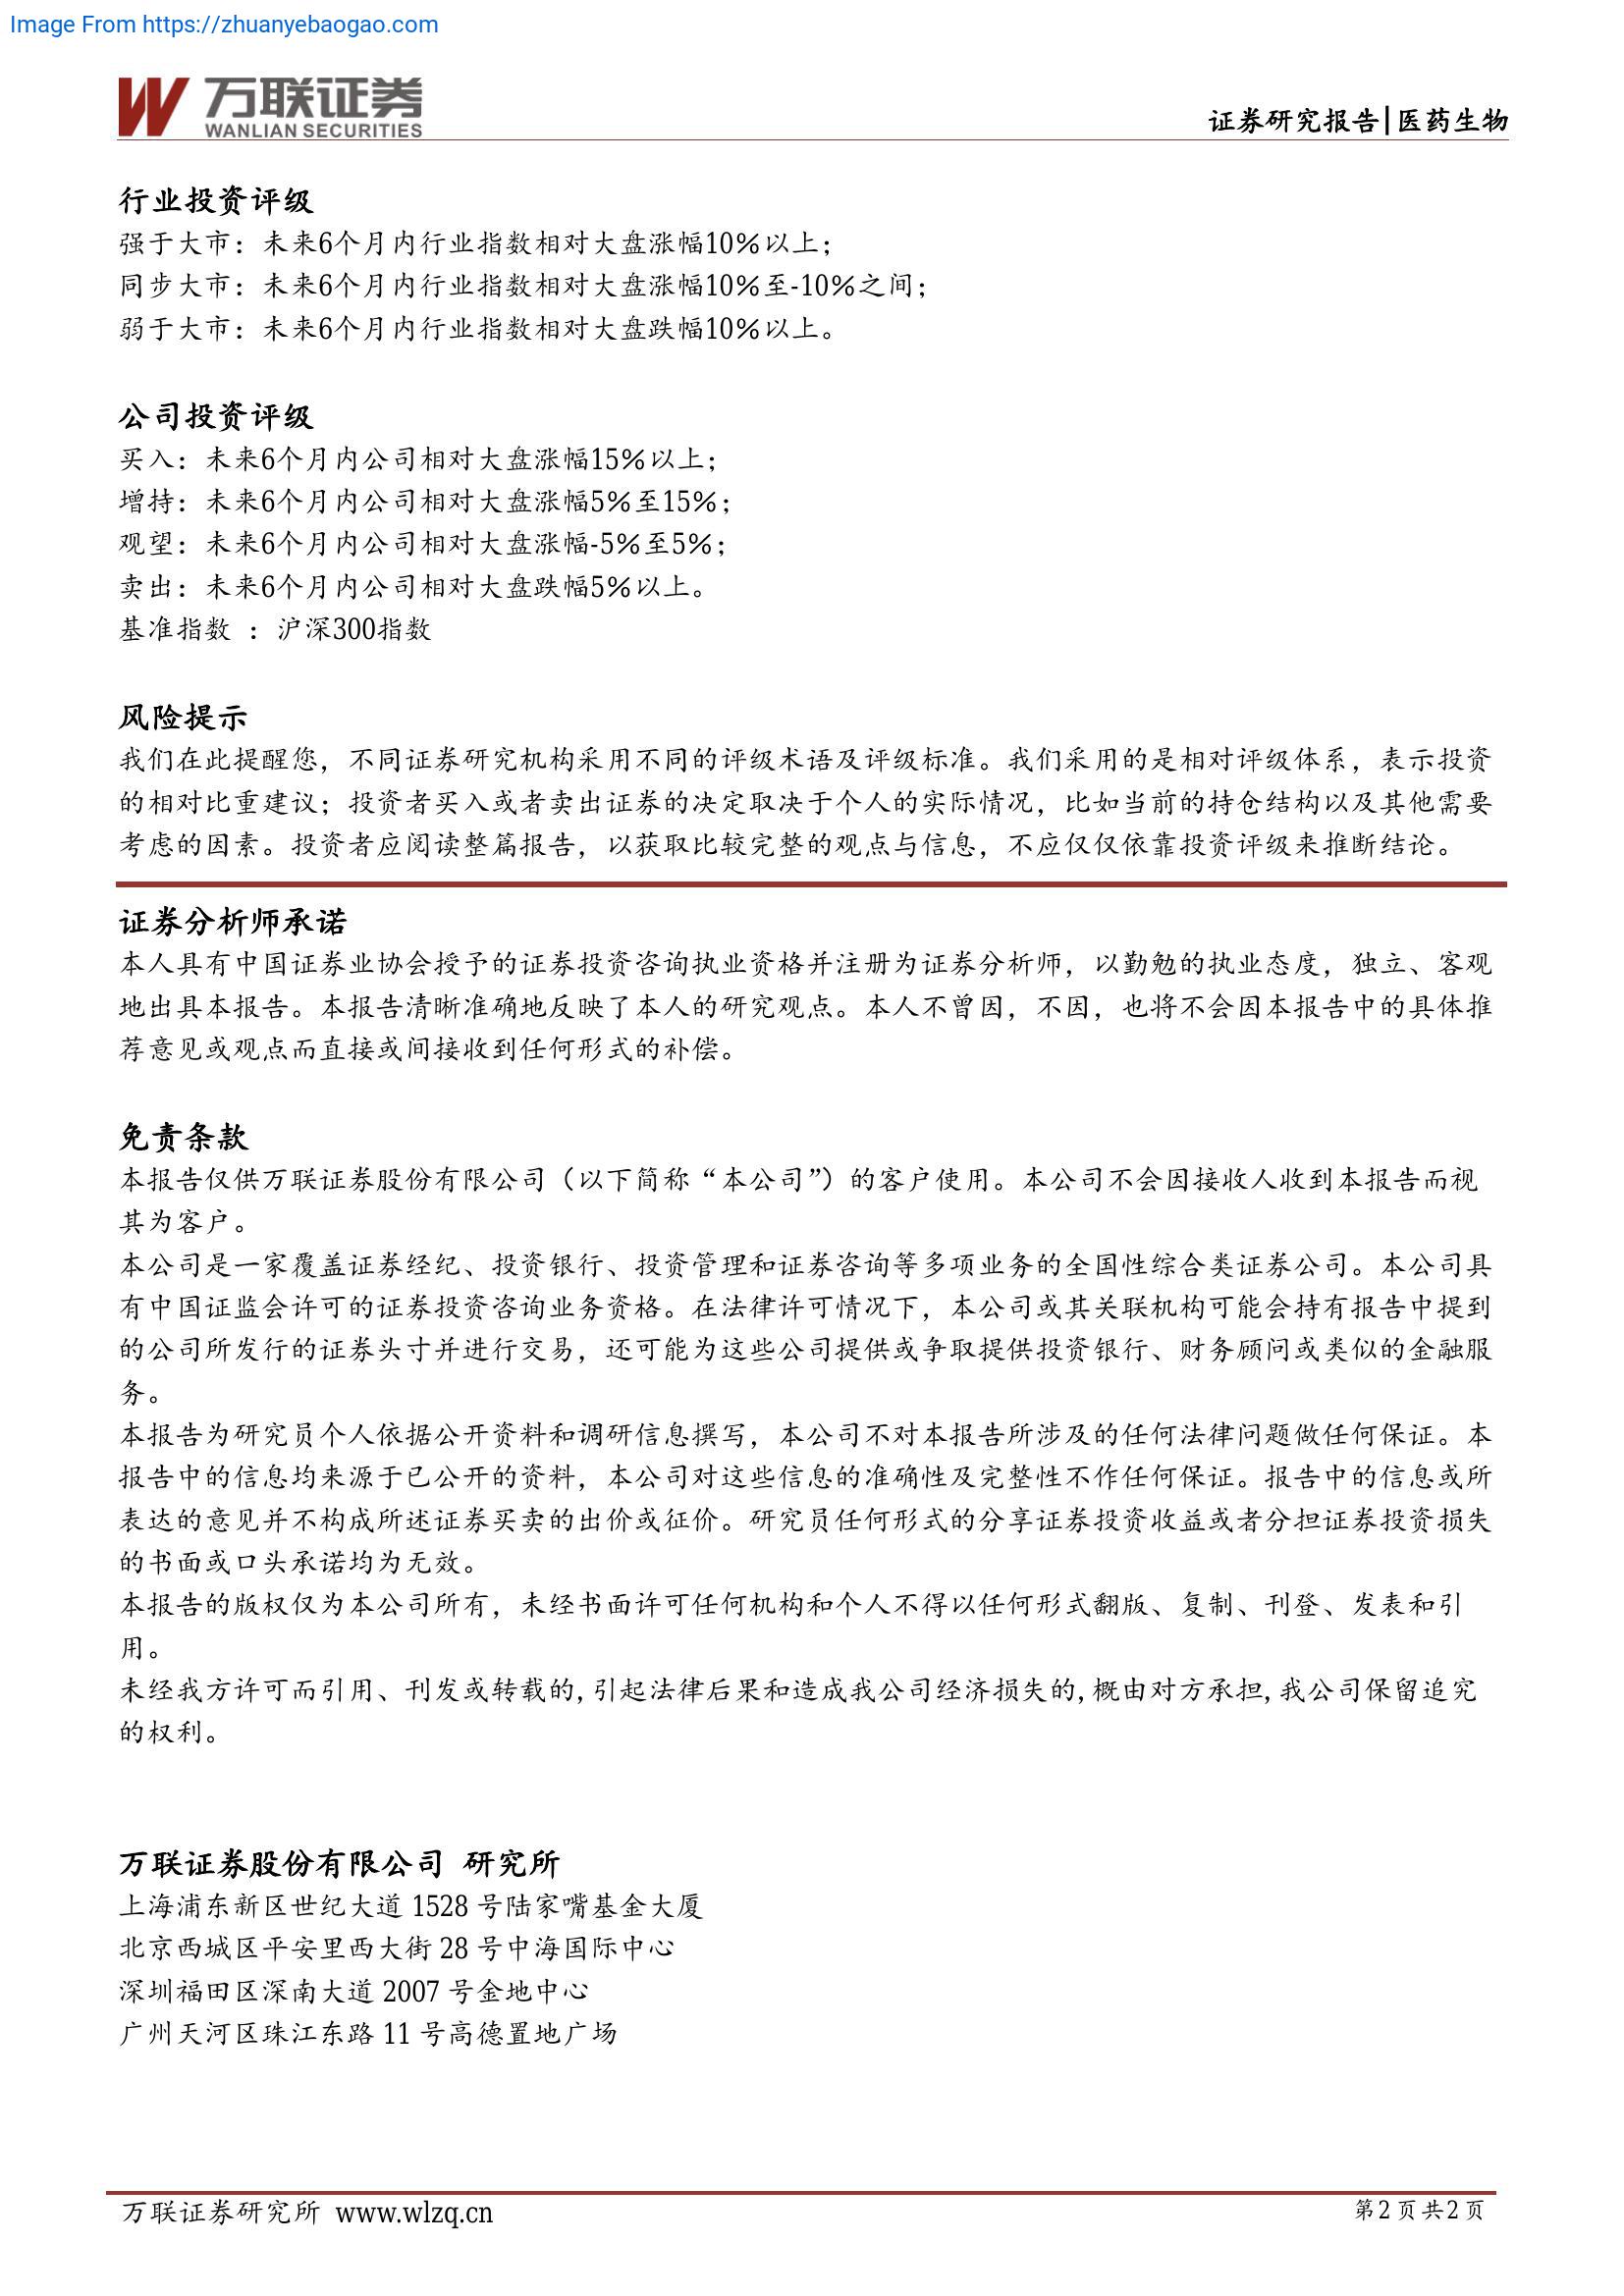 Image From https://zhuanyebaogao.com
万联证券
WANLIAN SECURITIES
证券研究报告|医药生物
行业投资评级
强于大市：未来6个月内行业指数相对大盘涨幅10%以上；
同步大市：未来6个月内行业指数相对大盘涨幅10%至-10%之间；
弱于大市：未来6个月内行业指数相对大盘跌幅10%以上。
公司投资评级
买入：未来6个月内公司相对大盘涨幅15%以上；
增持：未来6个月内公司相对大盘涨幅5%至15%；
观望：未来6个月内公司相对大盘涨幅-5%至5%；
卖出：未来6个月内公司相对大盘跌幅5%以上。
基准指数 ：沪深300指数
风险提示
我们在此提醒您，不同证券研究机构采用不同的评级术语及评级标准。我们采用的是相对评级体系，表示投资
的相对比重建议；投资者买入或者卖出证券的决定取决于个人的实际情况，比如当前的持仓结构以及其他需要
考虑的因素。投资者应阅读整篇报告，以获取比较完整的观点与信息，不应仅仅依靠投资评级来推断结论。
证券分析师承诺
本人具有中国证券业协会授予的证券投资咨询执业资格并注册为证券分析师，以勤勉的执业态度，独立、客观
地出具本报告。本报告清晰准确地反映了本人的研究观点。本人不曾因，不因，也将不会因本报告中的具体推
荐意见或观点而直接或间接收到任何形式的补偿。
免责条款
本报告仅供万联证券股份有限公司（以下简称“本公司”）的客户使用。本公司不会因接收人收到本报告而视
其为客户。
本公司是一家覆盖证券经纪、投资银行、投资管理和证券咨询等多项业务的全国性综合类证券公司。本公司具
有中国证监会许可的证券投资咨询业务资格。在法律许可情况下，本公司或其关联机构可能会持有报告中提到
的公司所发行的证券头寸并进行交易，还可能为这些公司提供或争取提供投资银行、财务顾问或类似的金融服
务。
本报告为研究员个人依据公开资料和调研信息撰写，本公司不对本报告所涉及的任何法律问题做任何保证。本
报告中的信息均来源于已公开的资料，本公司对这些信息的准确性及完整性不作任何保证。报告中的信息或所
表达的意见并不构成所述证券买卖的出价或征价。研究员任何形式的分享证券投资收益或者分担证券投资损失
的书面或口头承诺均为无效。
本报告的版权仅为本公司所有，未经书面许可任何机构和个人不得以任何形式翻版、复制、刊登、发表和引
用。
未经我方许可而引用、刊发或转载的,引起法律后果和造成我公司经济损失的,概由对方承担,我公司保留追究
的权利。
万联证券股份有限公司 研究所
上海浦东新区世纪大道 1528 号陆家嘴基金大厦
北京西城区平安里西大街 28 号中海国际中心
深圳福田区深南大道 2007 号金地中心
广州天河区珠江东路 11 号高德置地广场
万联证券研究所 www.wlzq.cn
第2 页 共2 页